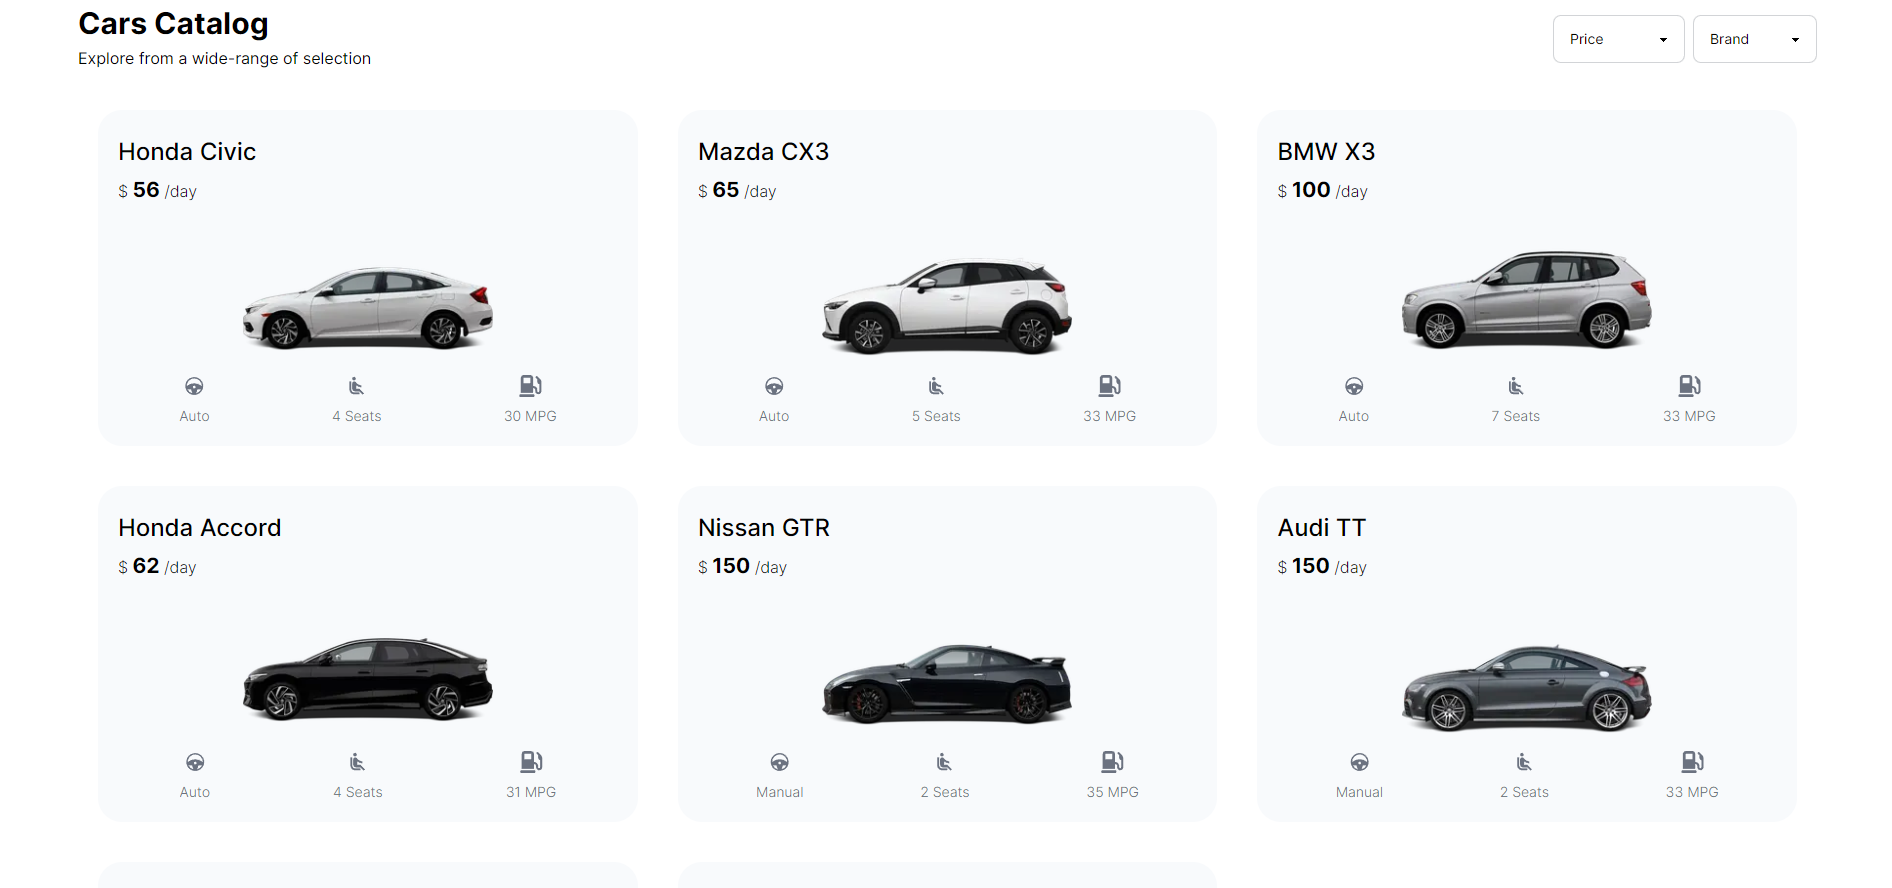 Cars Catalog
Explore from a wide-range of selection
Price
Brand
Honda Civic
$ 56 /day
Auto
4 Seats
30 MPG
Mazda CX3
$ 65 /day
Auto
5 Seats
33 MPG
BMW X3
$ 100 /day
Auto
7 Seats
33 MPG
Honda Accord
$ 62 /day
Auto
4 Seats
31 MPG
Nissan GTR
$ 150 /day
Manual
2 Seats
35 MPG
Audi TT
$ 150 /day
Manual
2 Seats
33 MPG